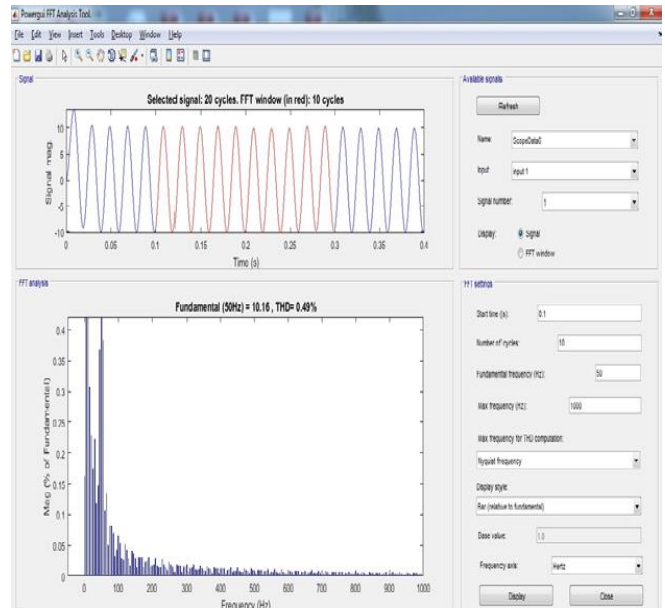 Powergui FFT Analysis Tool.
File Edit View Insert Tools Desktop Window Help
Signal
Selected signal: 20 cycles. FFT window (in red): 10 cycles
Signal mag.
10
5
0
-5
-10
0 0.05 0.1 0.15 0.2 0.25 0.3 0.35 0.4
Time (s)
Available signals
Refresh
Name: ScopeData0
Input input 1
Signal number: 1
Display: Signal
FFT window
FFT analysis
Fundamental (50Hz) = 10.16 , THD= 0.49%
Mag (% of Fundamental)
0.4
0.35
0.3
0.25
0.2
0.15
0.1
0.05
0
0 100 200 300 400 500 600 700 800 900 1000
Frequency (Hz)
FFT settings
Start time (s): 0.1
Number of cycles: 10
Fundamental frequency (Hz): 50
Max frequency (Hz): 1000
Max frequency for THD computation:
Nyquist frequency
Display style:
Bar (relative to fundamental)
Base value: 1.0
Frequency axis: Hertz
Display Close